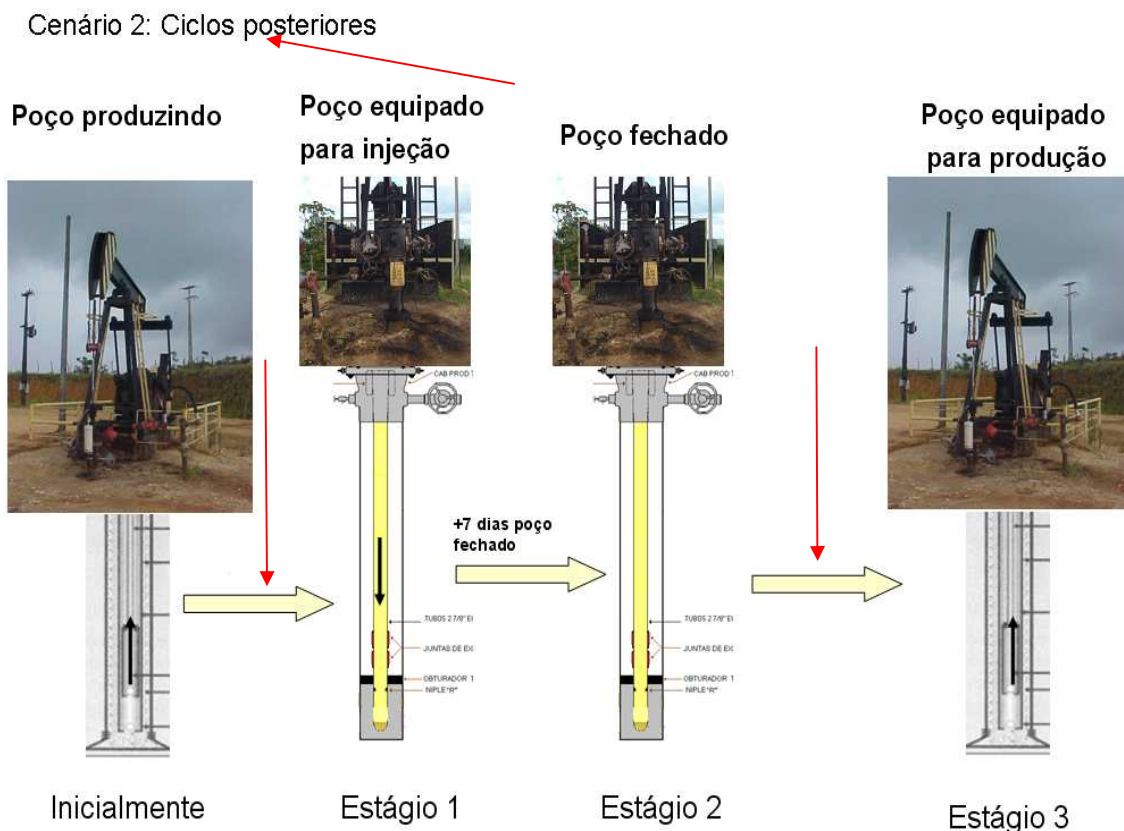 Cenário 2: Ciclos posteriores
Poço produzindo
Poço equipado
para injeção
Poço fechado
Poço equipado
para produção
CAB PROD 1
CAB PROD 1
+7 dias poço
fechado
TUBOS 2 7/8" EI
JUNTAS DE EX
OBTURADOR 1
NIPLE "R"
TUBOS 2 7/8" EI
JUNTAS DE EX
OBTURADOR 1
NIPLE "R"
Inicialmente
Estágio 1
Estágio 2
Estágio 3